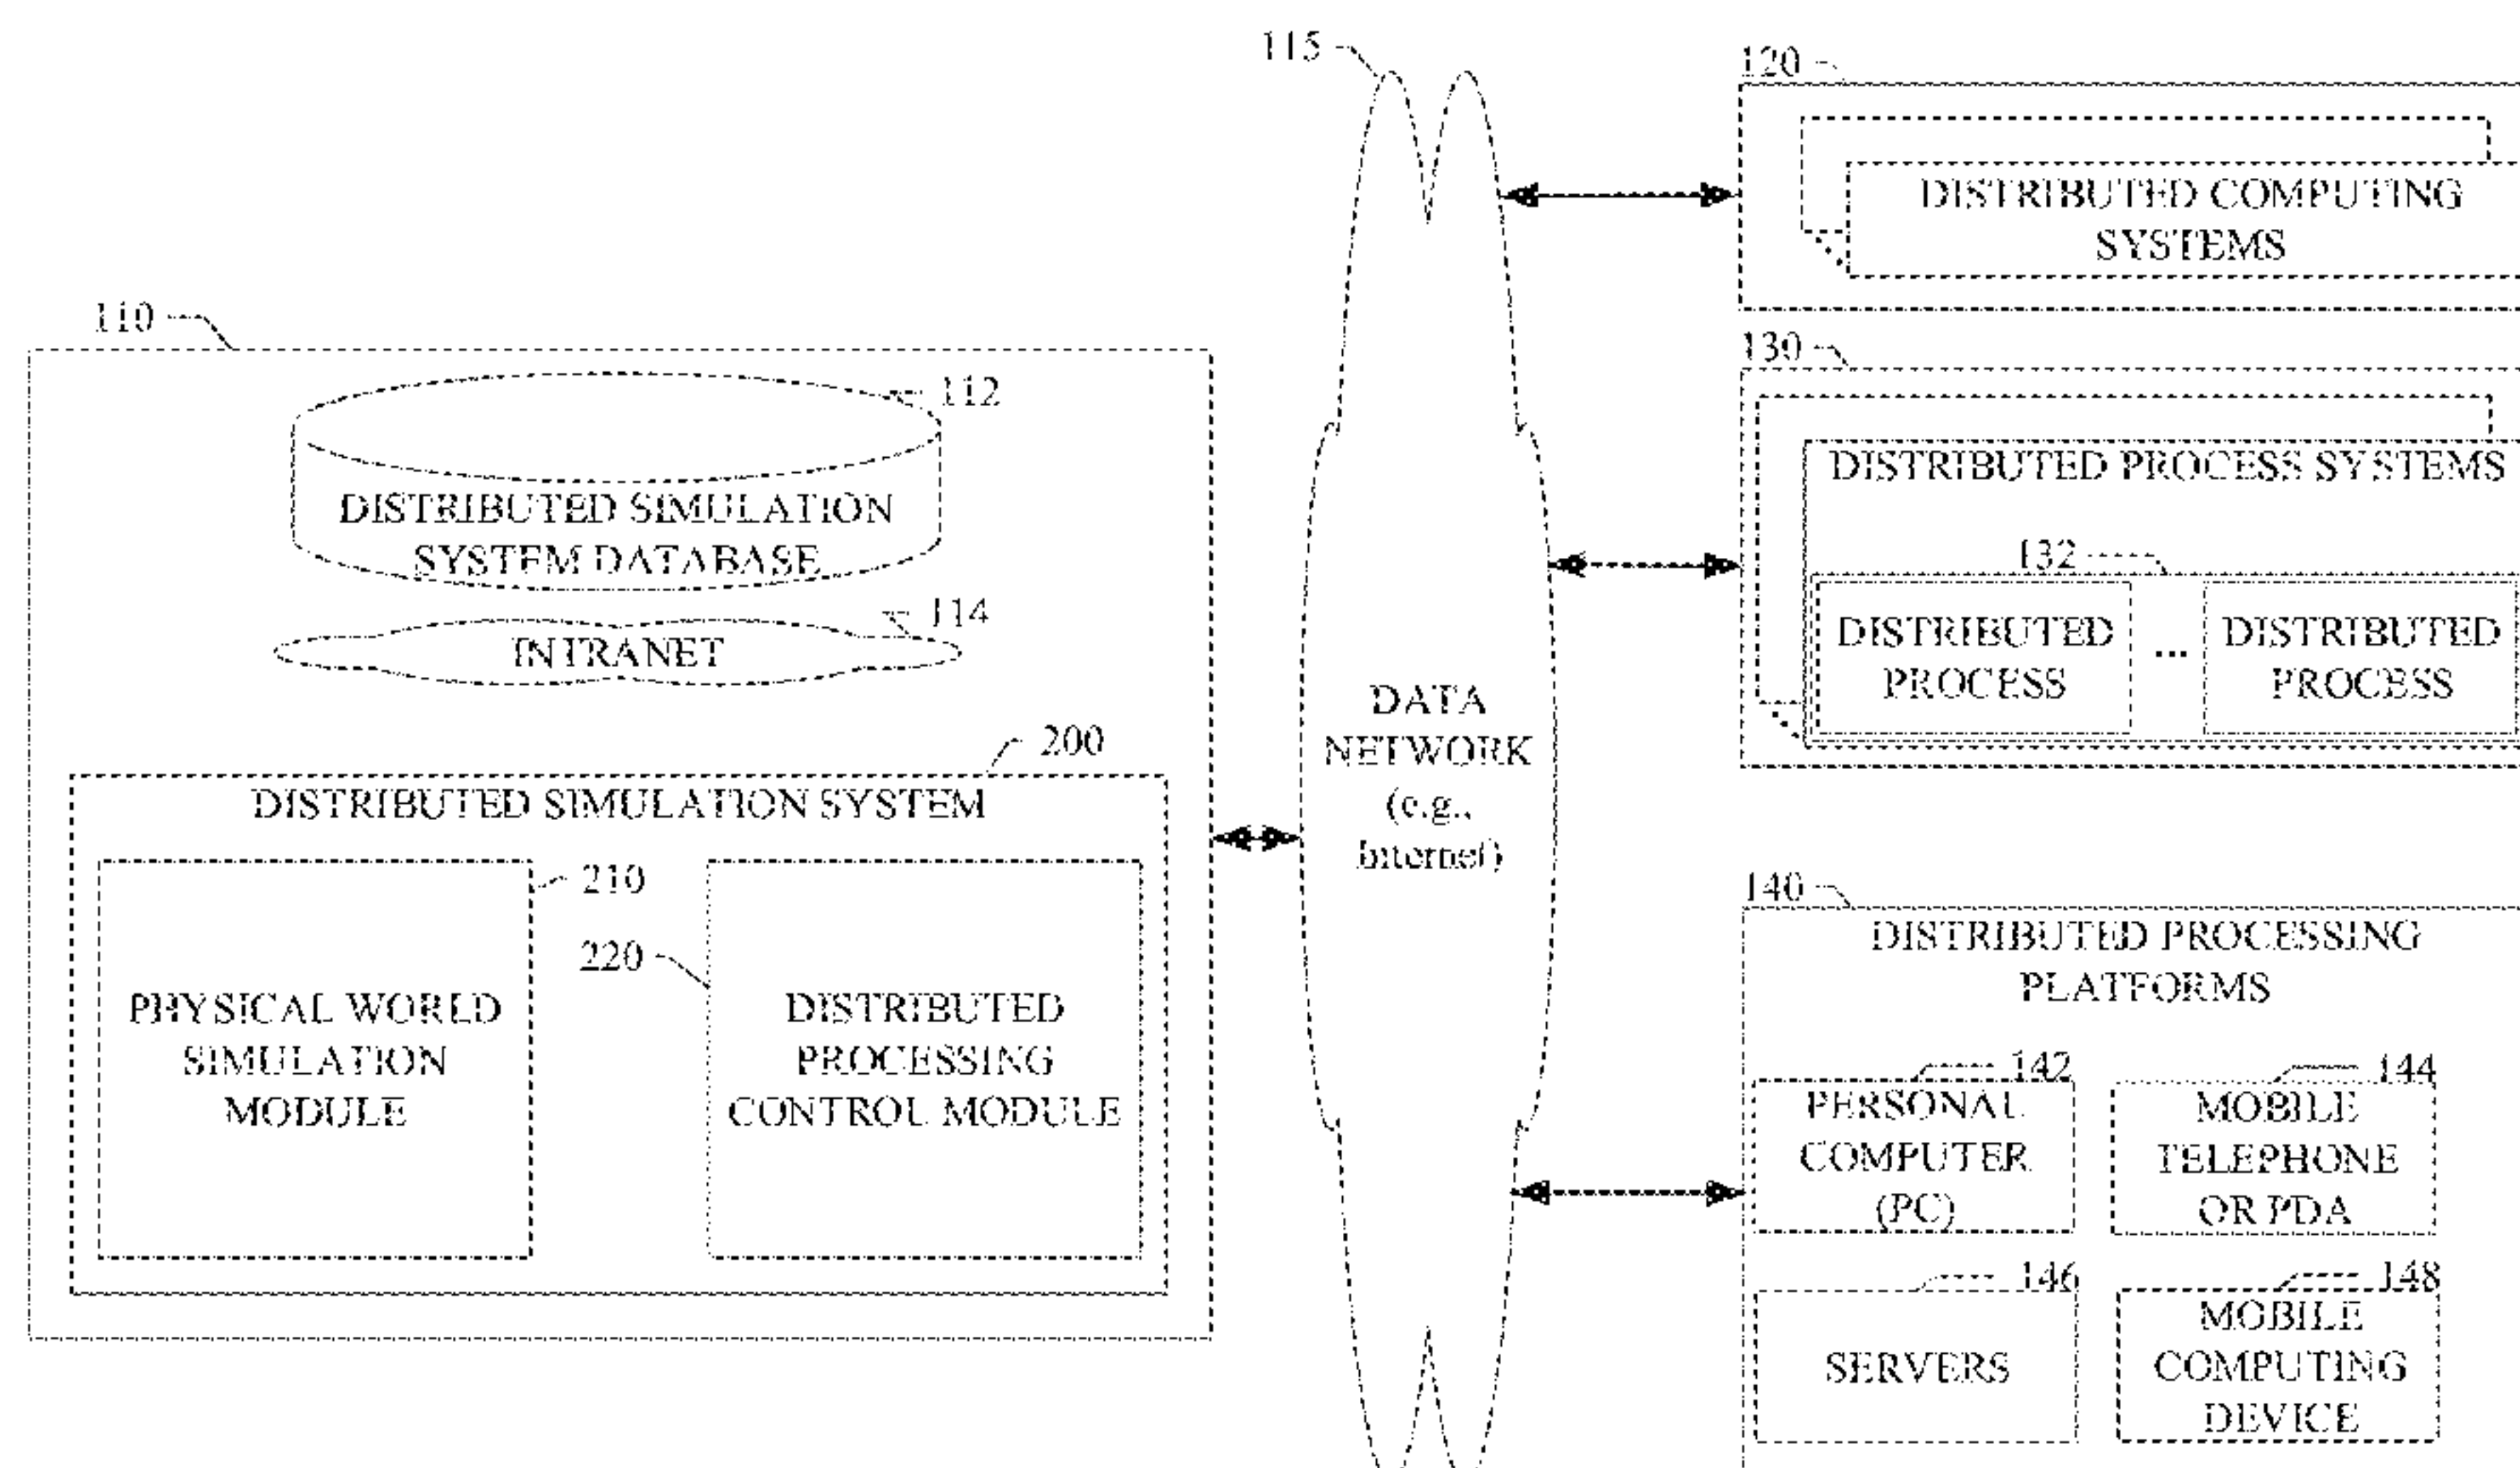 115
120
DISTRIBUTED COMPUTING
SYSTEMS
110
112
DISTRIBUTED SIMULATION
SYSTEM DATABASE
114
INTRANET
200
DISTRIBUTED SIMULATION SYSTEM
210
PHYSICAL WORLD
SIMULATION
MODULE
220
DISTRIBUTED
PROCESSING
CONTROL MODULE
DATA
NETWORK
(e.g.,
Internet)
130
DISTRIBUTED PROCESS SYSTEMS
132
DISTRIBUTED
PROCESS
...
DISTRIBUTED
PROCESS
140
DISTRIBUTED PROCESSING
PLATFORMS
142
PERSONAL
COMPUTER
(PC)
144
MOBILE
TELEPHONE
OR PDA
146
SERVERS
148
MOBILE
COMPUTING
DEVICE